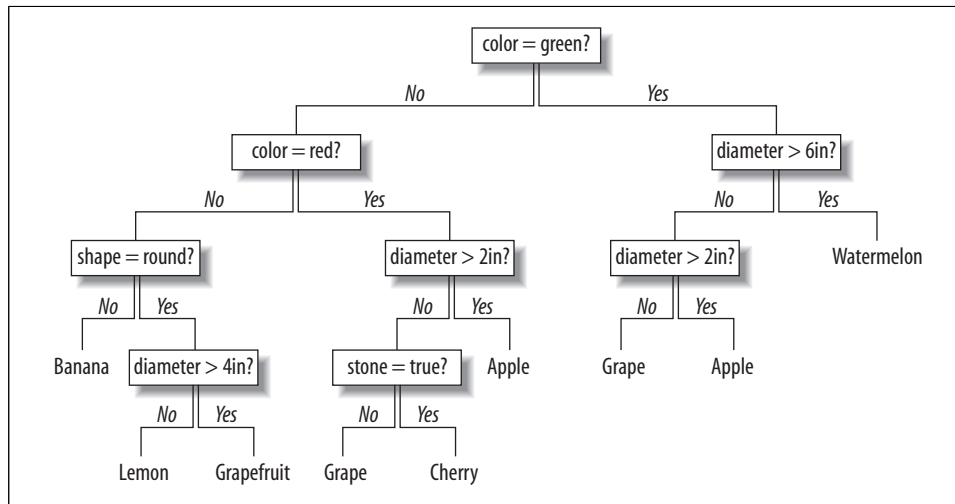 color = green?
No
Yes
color = red?
diameter > 6in?
No
Yes
No
Yes
shape = round?
diameter > 2in?
diameter > 2in?
Watermelon
No
Yes
No
Yes
No
Yes
Banana
diameter > 4in?
stone = true?
Apple
Grape
Apple
No
Yes
No
Yes
Lemon
Grapefruit
Grape
Cherry